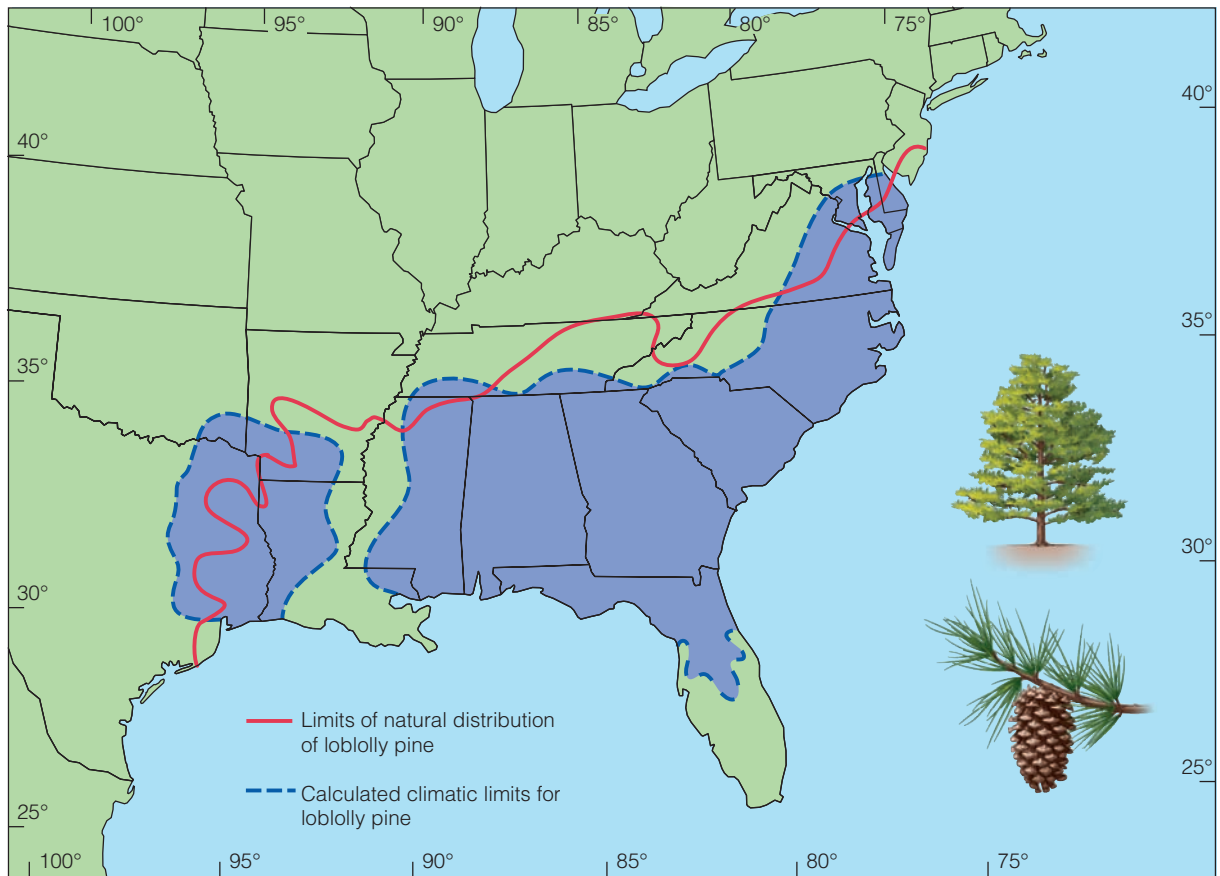 100° 95° 90° 85° 80° 75°
40°
40°
35°
35°
30°
30°
Limits of natural distribution
of loblolly pine
25°
Calculated climatic limits for
loblolly pine
25°
100° 95° 90° 85° 80° 75°